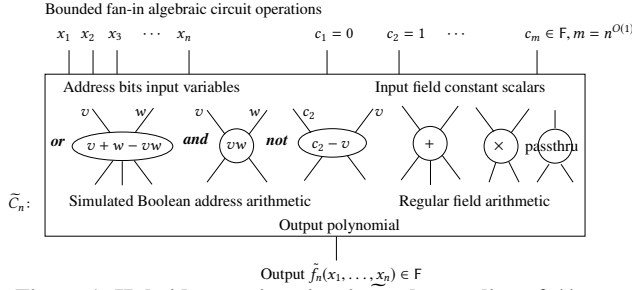 Bounded fan-in algebraic circuit operations
x₁ x₂ x₃ ⋯ xₙ c₁ = 0 c₂ = 1 ⋯ cₘ ∈ F, m = n^{O(1)}
Address bits input variables Input field constant scalars
v w v w c₂ v
or v + w − vw and vw not c₂ − v + × passthru
Simulated Boolean address arithmetic Regular field arithmetic
C̃ₙ:
Output polynomial
Output f̃ₙ(x₁, . . . , xₙ) ∈ F